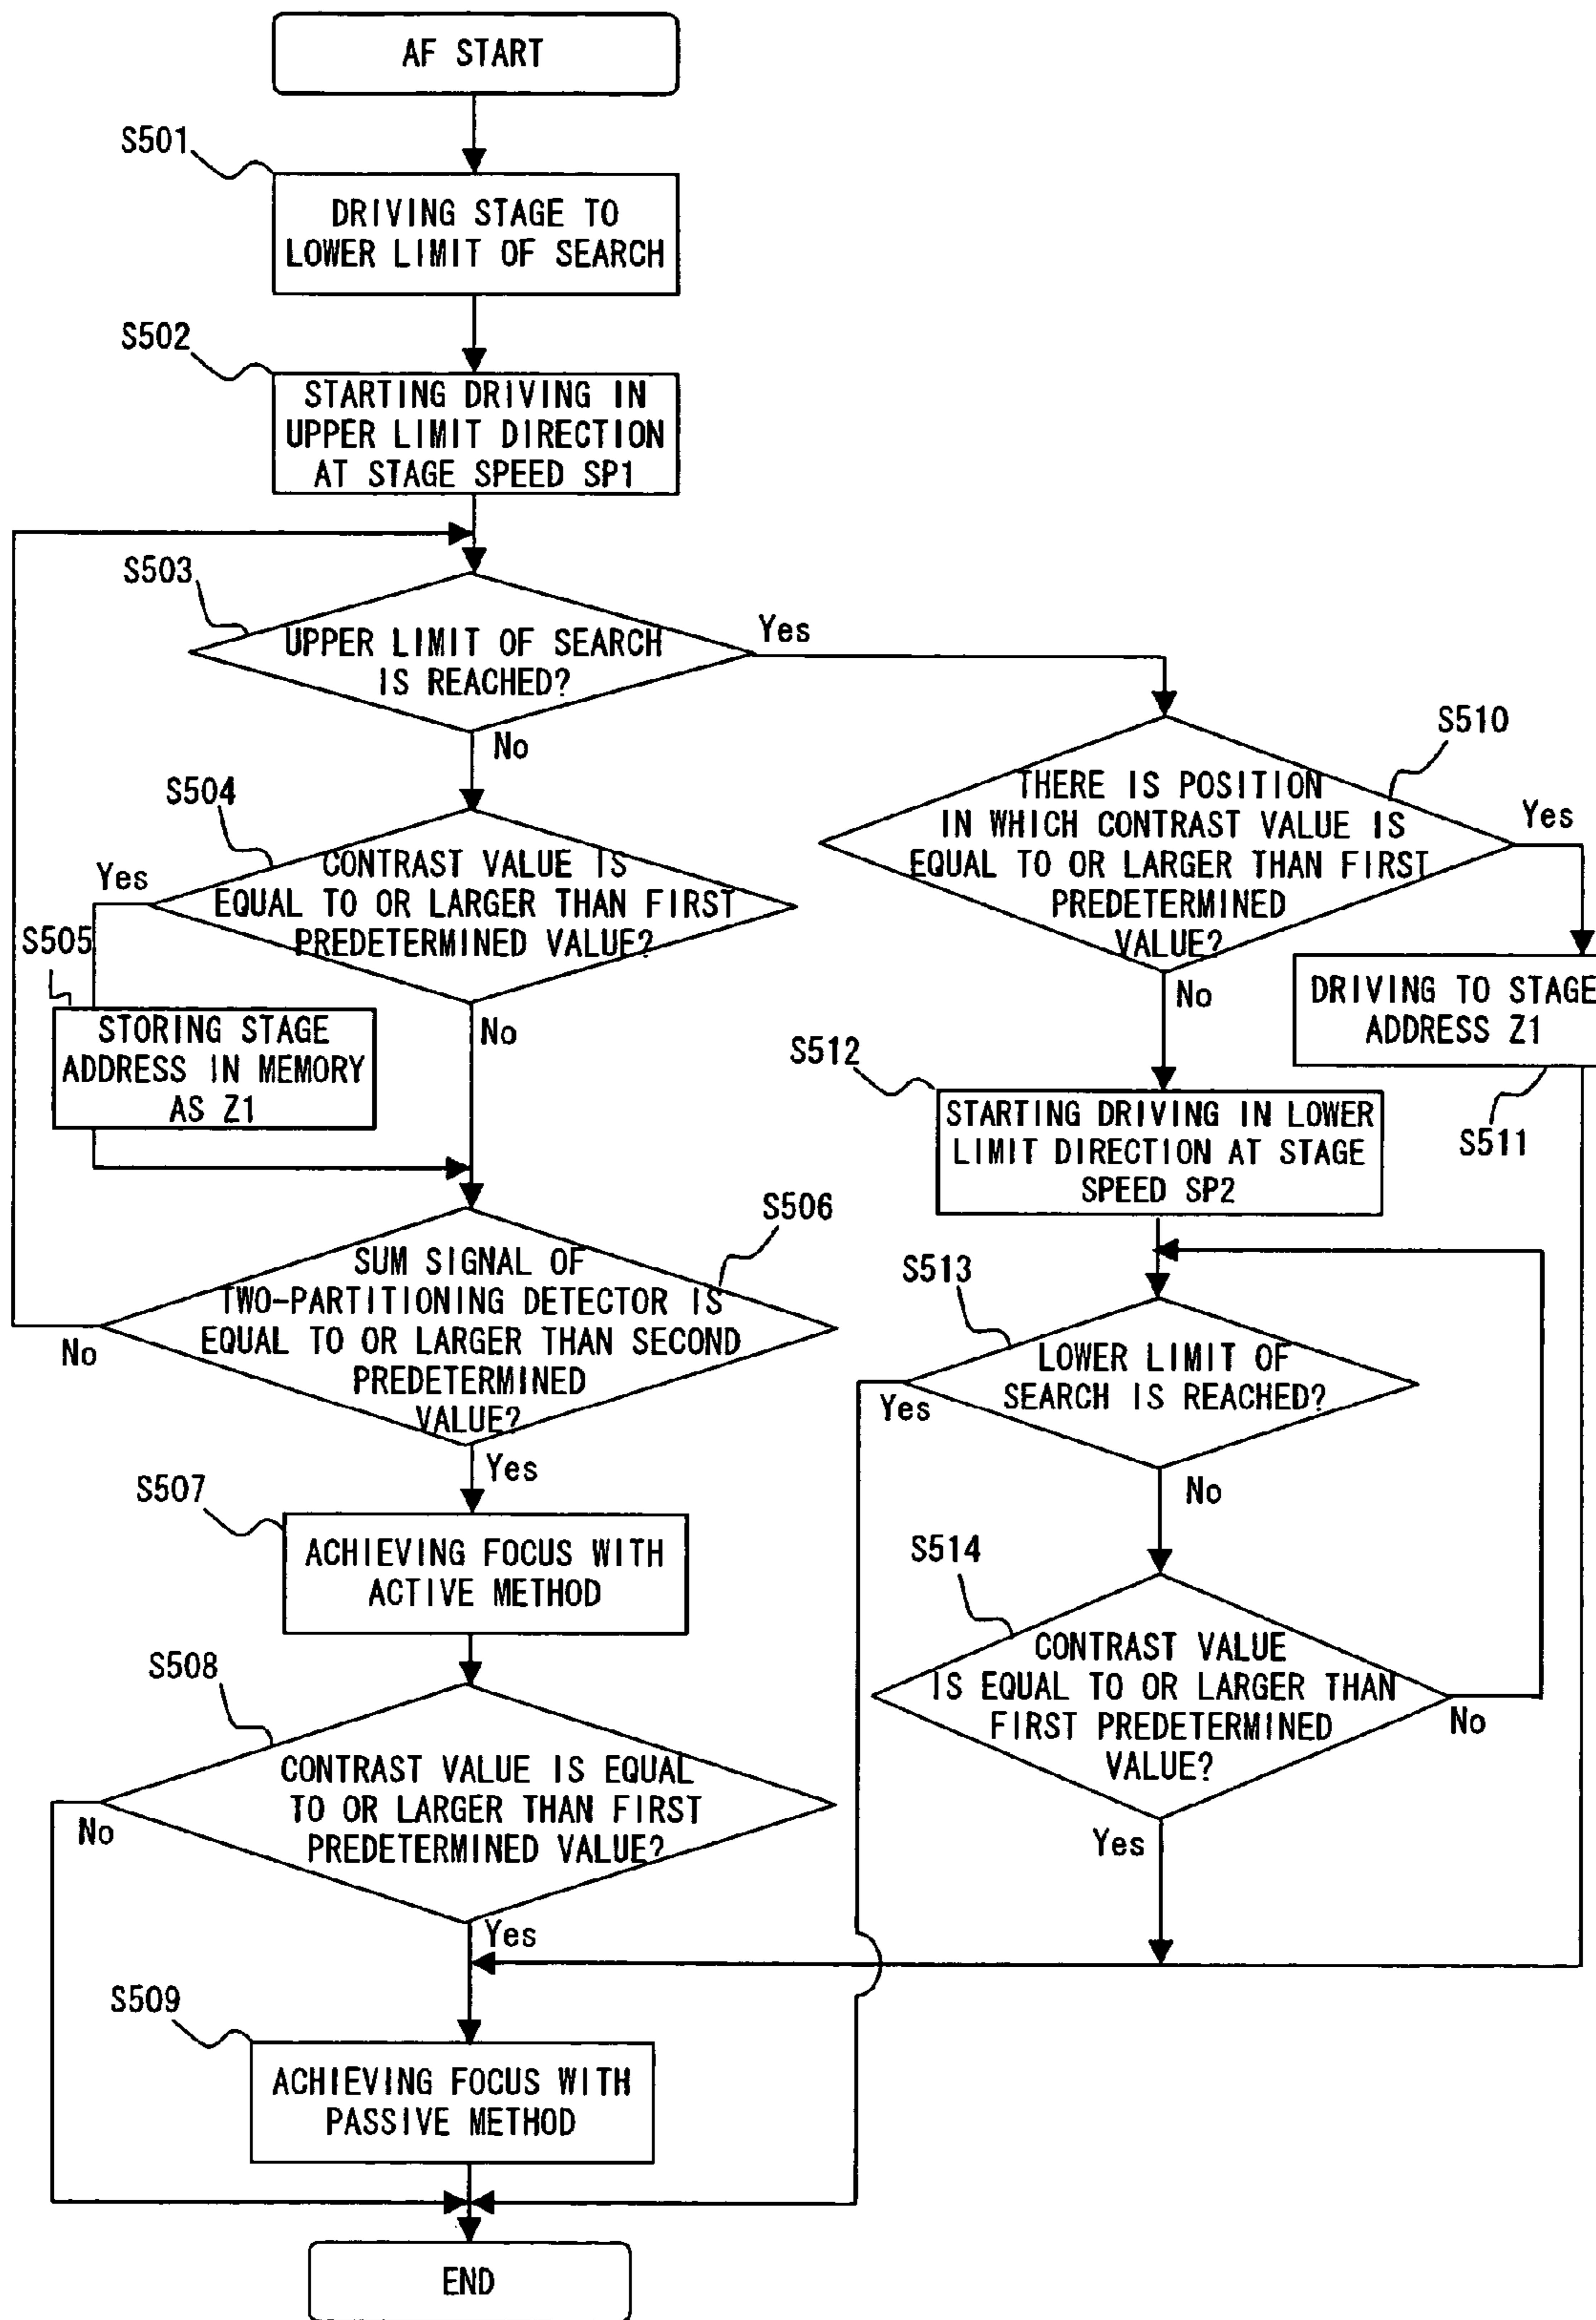 AF START
S501
DRIVING STAGE TO
LOWER LIMIT OF SEARCH
S502
STARTING DRIVING IN
UPPER LIMIT DIRECTION
AT STAGE SPEED SP1
S503
UPPER LIMIT OF SEARCH
IS REACHED?
Yes
No
S504
CONTRAST VALUE IS
EQUAL TO OR LARGER THAN FIRST
PREDETERMINED VALUE?
Yes
No
S505
STORING STAGE
ADDRESS IN MEMORY
AS Z1
S506
SUM SIGNAL OF
TWO-PARTITIONING DETECTOR IS
EQUAL TO OR LARGER THAN SECOND
PREDETERMINED
VALUE?
No
Yes
S507
ACHIEVING FOCUS WITH
ACTIVE METHOD
S508
CONTRAST VALUE IS EQUAL
TO OR LARGER THAN FIRST
PREDETERMINED VALUE?
No
Yes
S509
ACHIEVING FOCUS WITH
PASSIVE METHOD
END
S510
THERE IS POSITION
IN WHICH CONTRAST VALUE IS
EQUAL TO OR LARGER THAN FIRST
PREDETERMINED
VALUE?
Yes
No
DRIVING TO STAGE
ADDRESS Z1
S511
S512
STARTING DRIVING IN LOWER
LIMIT DIRECTION AT STAGE
SPEED SP2
S513
LOWER LIMIT OF
SEARCH IS REACHED?
Yes
No
S514
CONTRAST VALUE
IS EQUAL TO OR LARGER THAN
FIRST PREDETERMINED
VALUE?
No
Yes